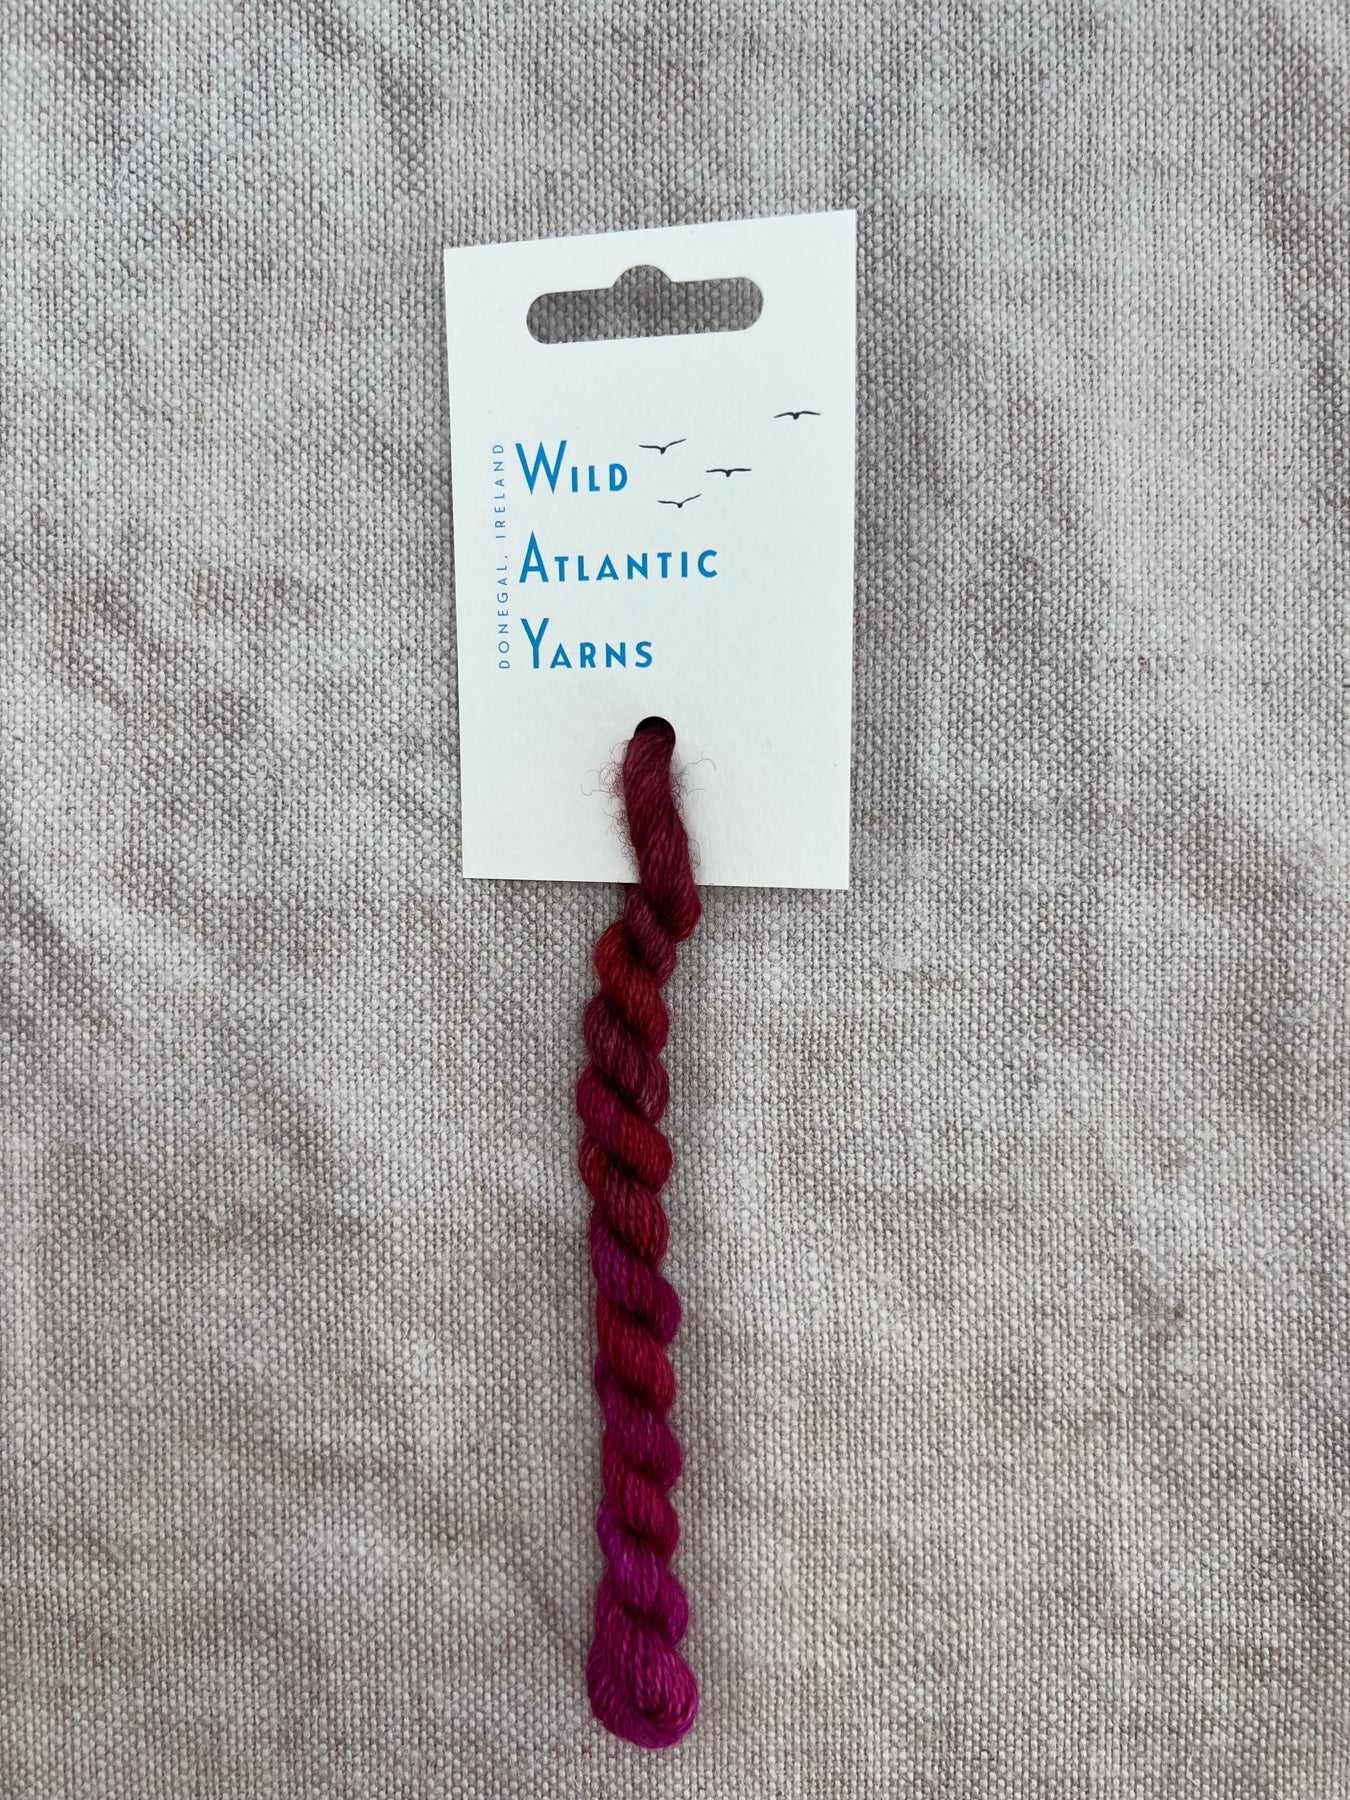 DONEGAL, IRELAND
WILD
ATLANTIC
YARNS